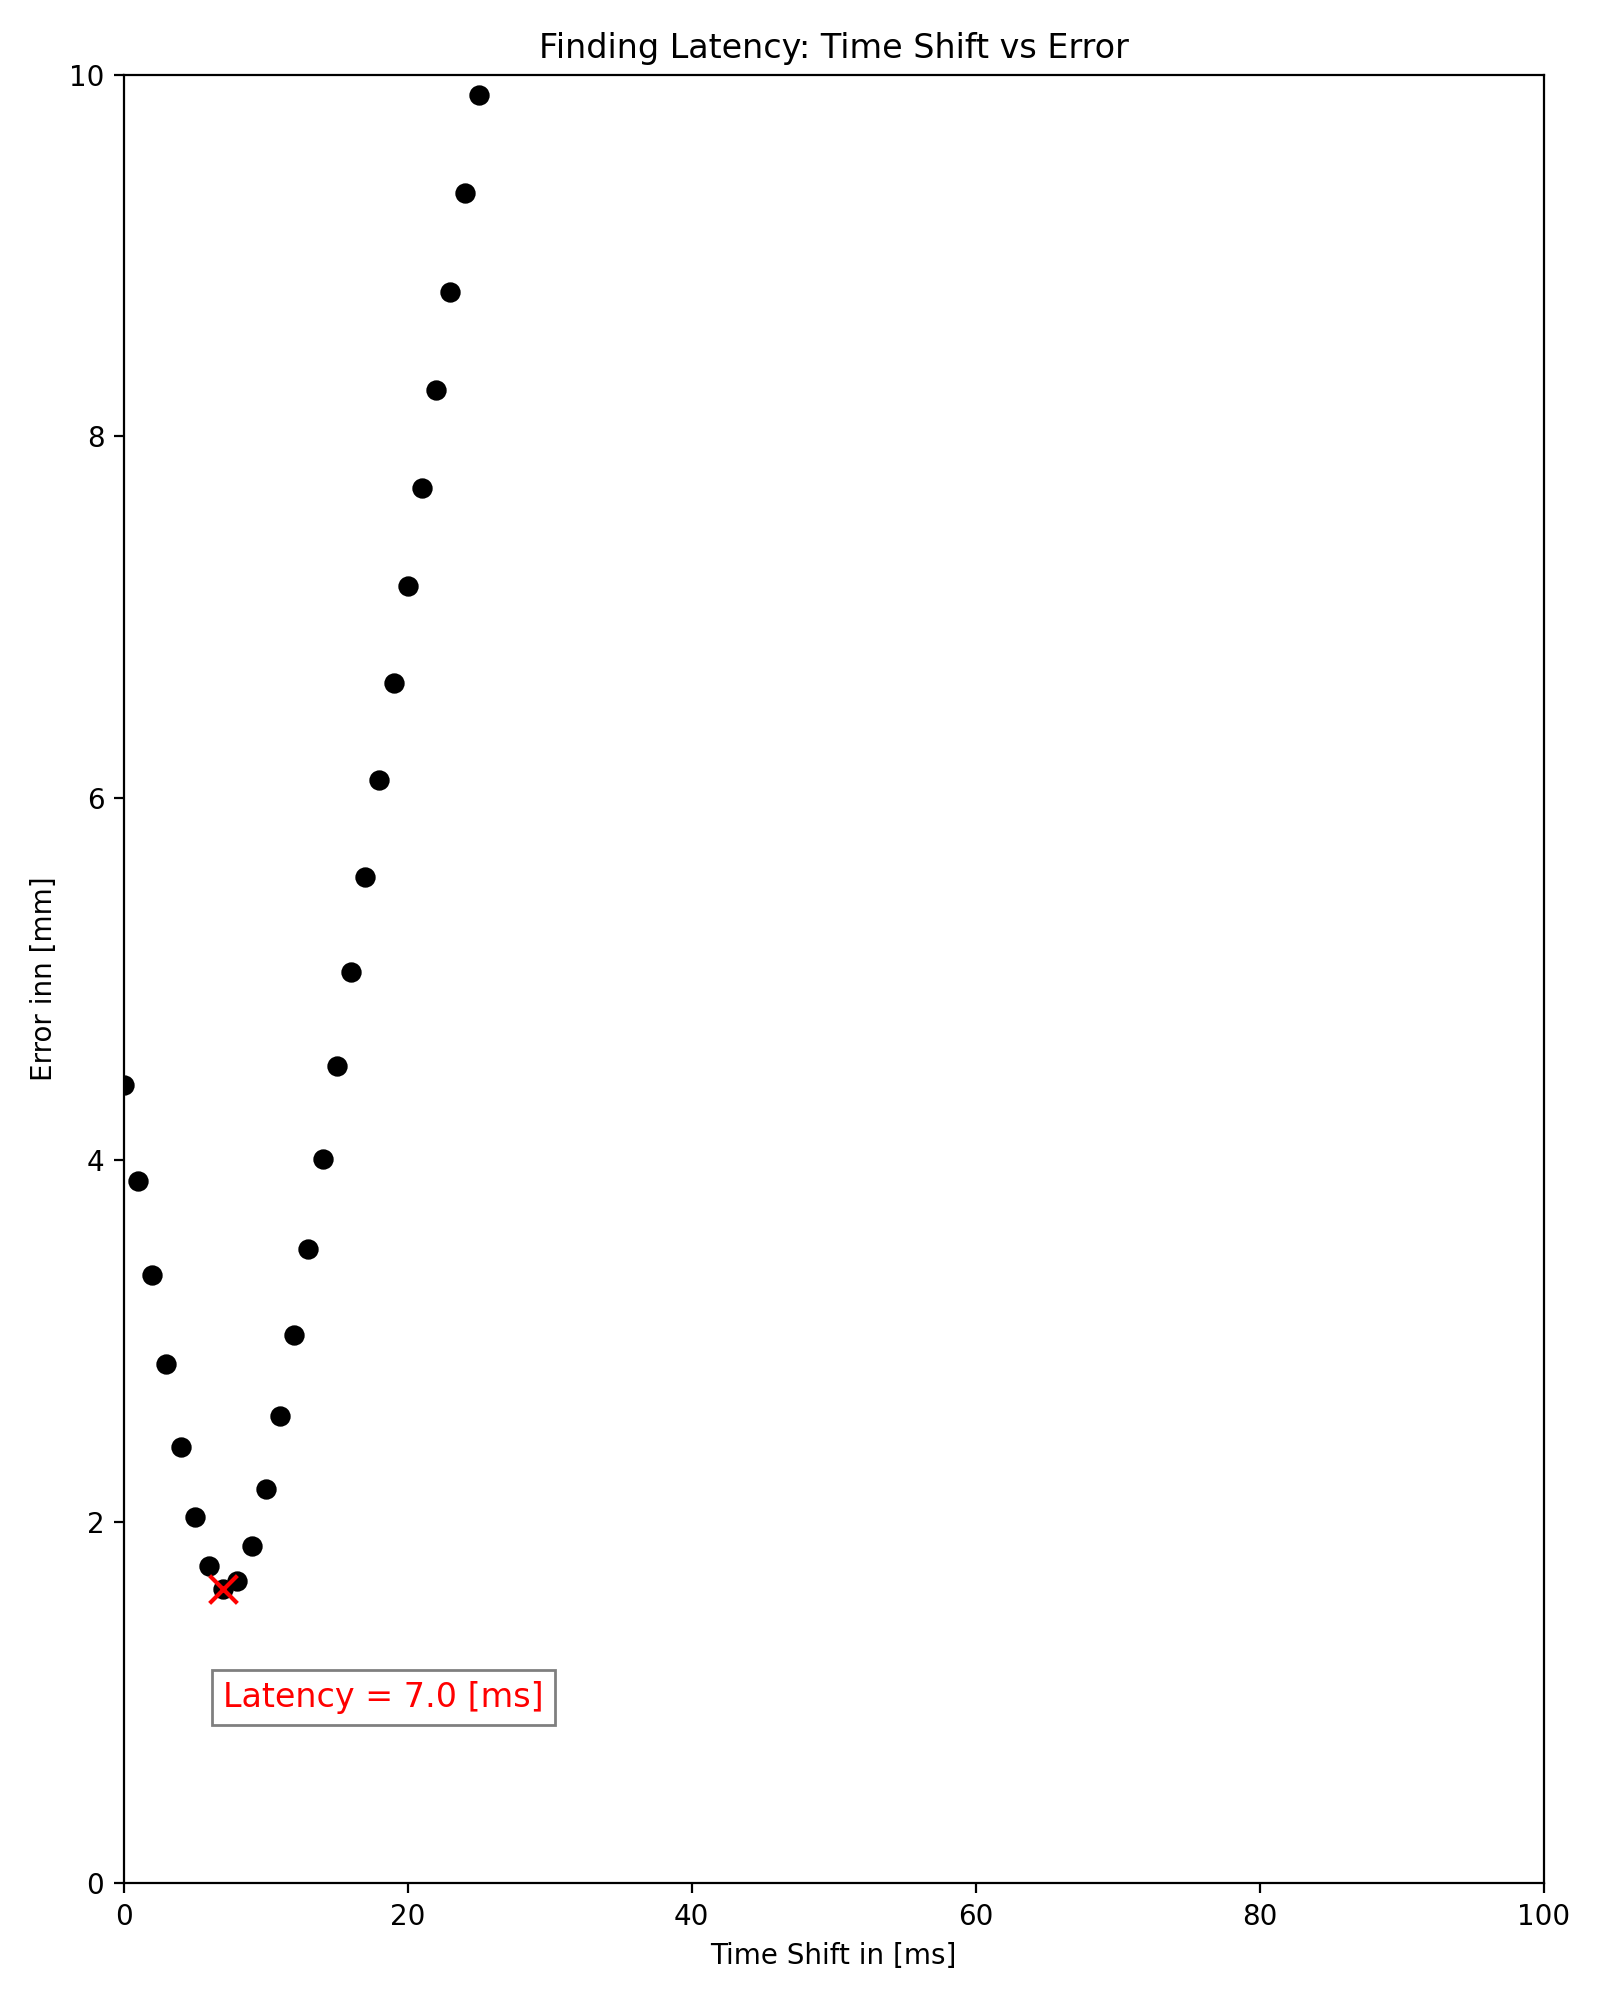 Finding Latency: Time Shift vs Error
10
8
6
4
2
0
Error inn [mm]
Latency = 7.0 [ms]
0 20 40 60 80 100
Time Shift in [ms]